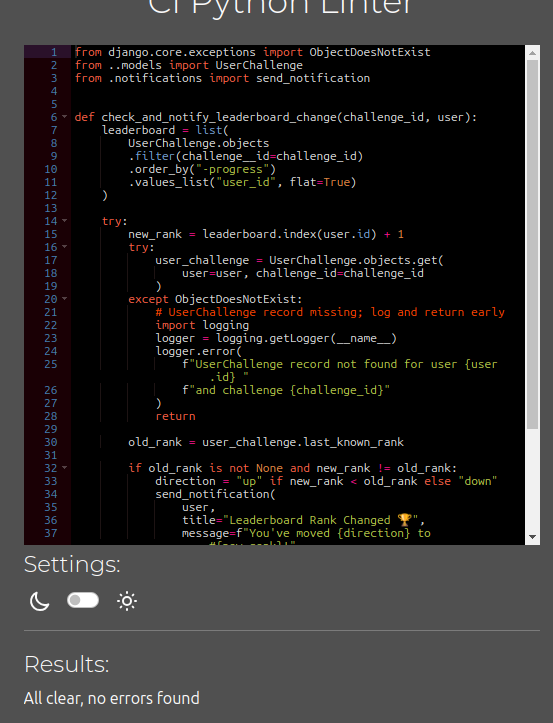 CI Python Linter
1 from django.core.exceptions import ObjectDoesNotExist
2 from ..models import UserChallenge
3 from .notifications import send_notification
4
5
6 def check_and_notify_leaderboard_change(challenge_id, user):
7     leaderboard = list(
8         UserChallenge.objects
9         .filter(challenge__id=challenge_id)
10         .order_by("-progress")
11         .values_list("user_id", flat=True)
12     )
13
14     try:
15         new_rank = leaderboard.index(user.id) + 1
16         try:
17             user_challenge = UserChallenge.objects.get(
18                 user=user, challenge_id=challenge_id
19             )
20         except ObjectDoesNotExist:
21             # UserChallenge record missing; log and return early
22             import logging
23             logger = logging.getLogger(__name__)
24             logger.error(
25                 f"UserChallenge record not found for user {user
.id} "
26                 f"and challenge {challenge_id}"
27             )
28             return
29
30         old_rank = user_challenge.last_known_rank
31
32         if old_rank is not None and new_rank != old_rank:
33             direction = "up" if new_rank < old_rank else "down"
34             send_notification(
35                 user,
36                 title="Leaderboard Rank Changed 🏆",
37                 message=f"You've moved {direction} to
#{new_rank}!"
Settings:
Results:
All clear, no errors found